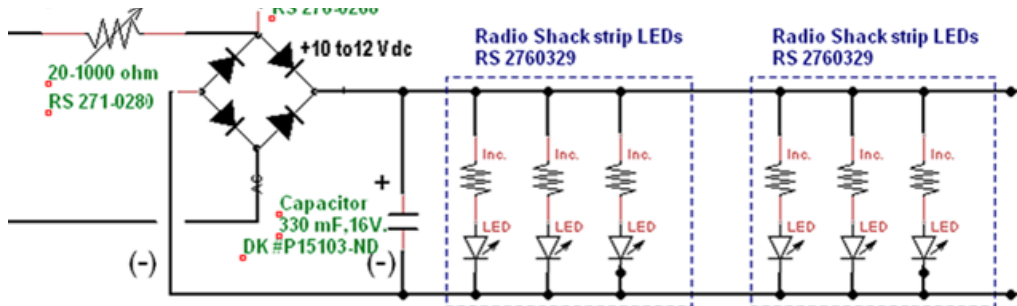 RS 276-0268
+10 to12 Vdc
20-1000 ohm
RS 271-0280
AC
+
Capacitor
330 mF,16V.
DK #P15103-ND
(-)
(-)
Radio Shack strip LEDs
RS 2760329
Inc.
Inc.
Inc.
LED
LED
LED
Radio Shack strip LEDs
RS 2760329
Inc.
Inc.
Inc.
LED
LED
LED